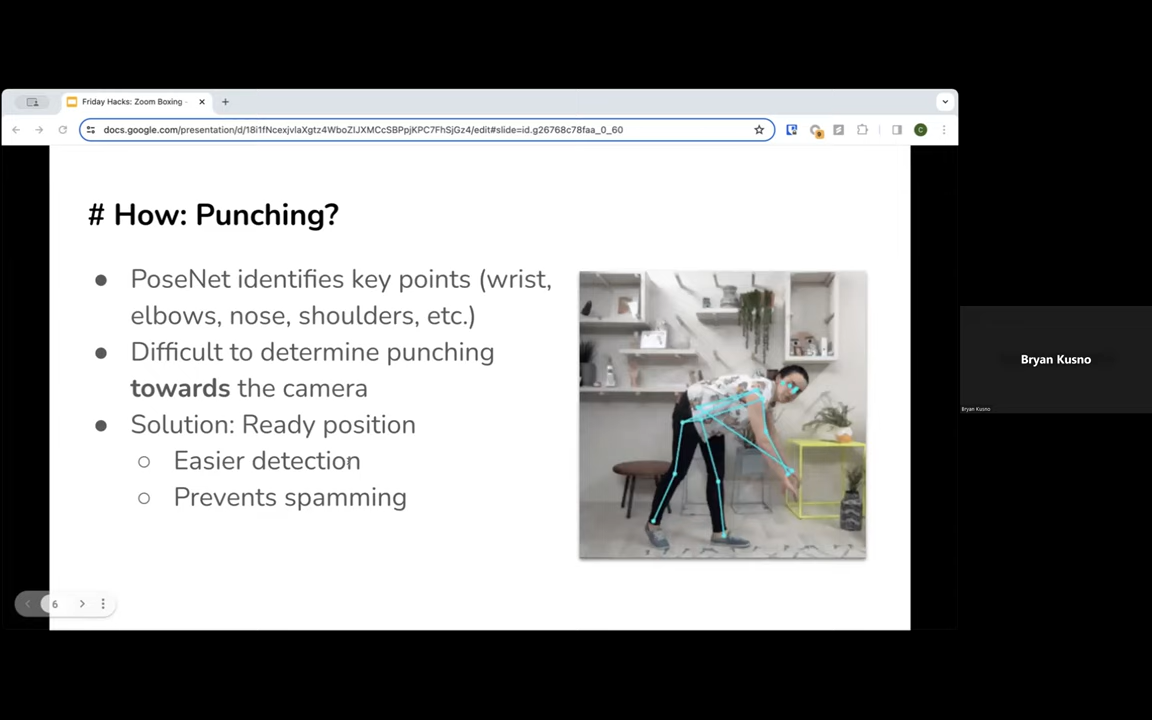 Friday Hacks: Zoom Boxing -
docs.google.com/presentation/d/18i1fNcexjvlaXgtz4WboZIJXMCcSBPpjKPC7FhSjGz4/edit#slide=id.g26768c78faa_0_60
C
# How: Punching?
● PoseNet identifies key points (wrist,
elbows, nose, shoulders, etc.)
● Difficult to determine punching
towards the camera
● Solution: Ready position
○ Easier detection
○ Prevents spamming
6
Bryan Kusno
Bryan Kusno